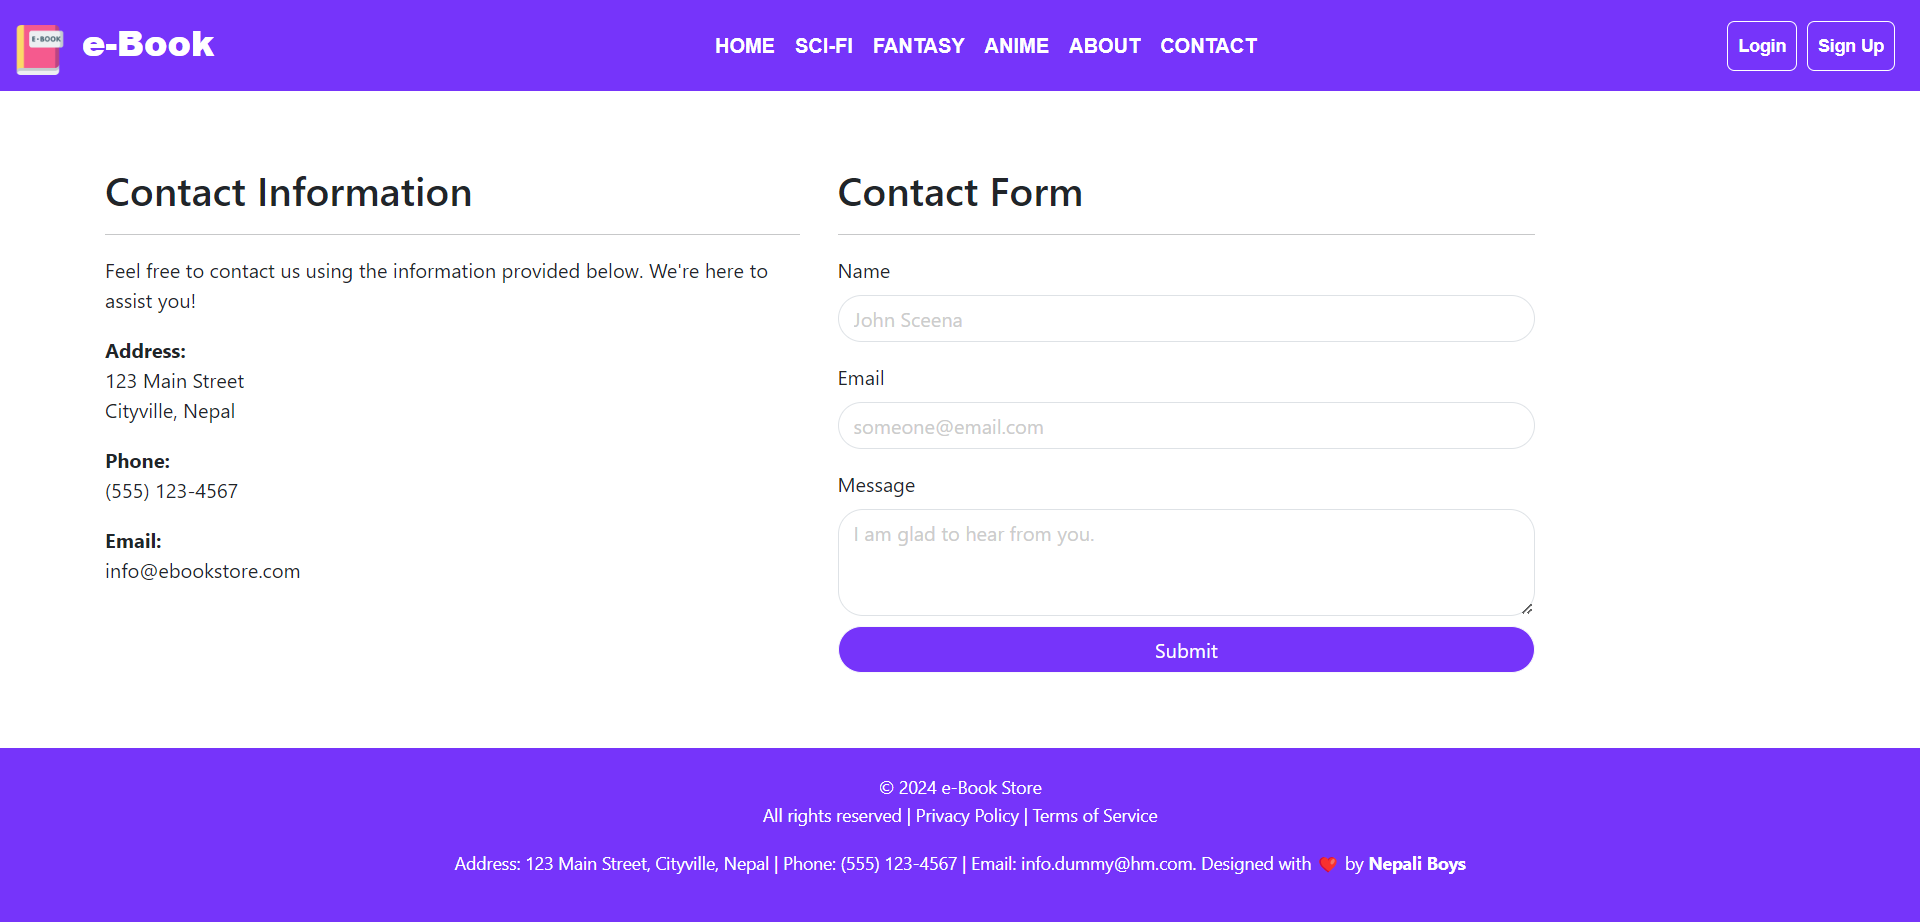 E-BOOK
e-Book
HOME SCI-FI FANTASY ANIME ABOUT CONTACT
Login Sign Up
Contact Information
Feel free to contact us using the information provided below. We're here to
assist you!
Address:
123 Main Street
Cityville, Nepal
Phone:
(555) 123-4567
Email:
info@ebookstore.com
Contact Form
Name
John Sceena
Email
someone@email.com
Message
I am glad to hear from you.
Submit
© 2024 e-Book Store
All rights reserved | Privacy Policy | Terms of Service
Address: 123 Main Street, Cityville, Nepal | Phone: (555) 123-4567 | Email: info.dummy@hm.com. Designed with ❤️ by Nepali Boys